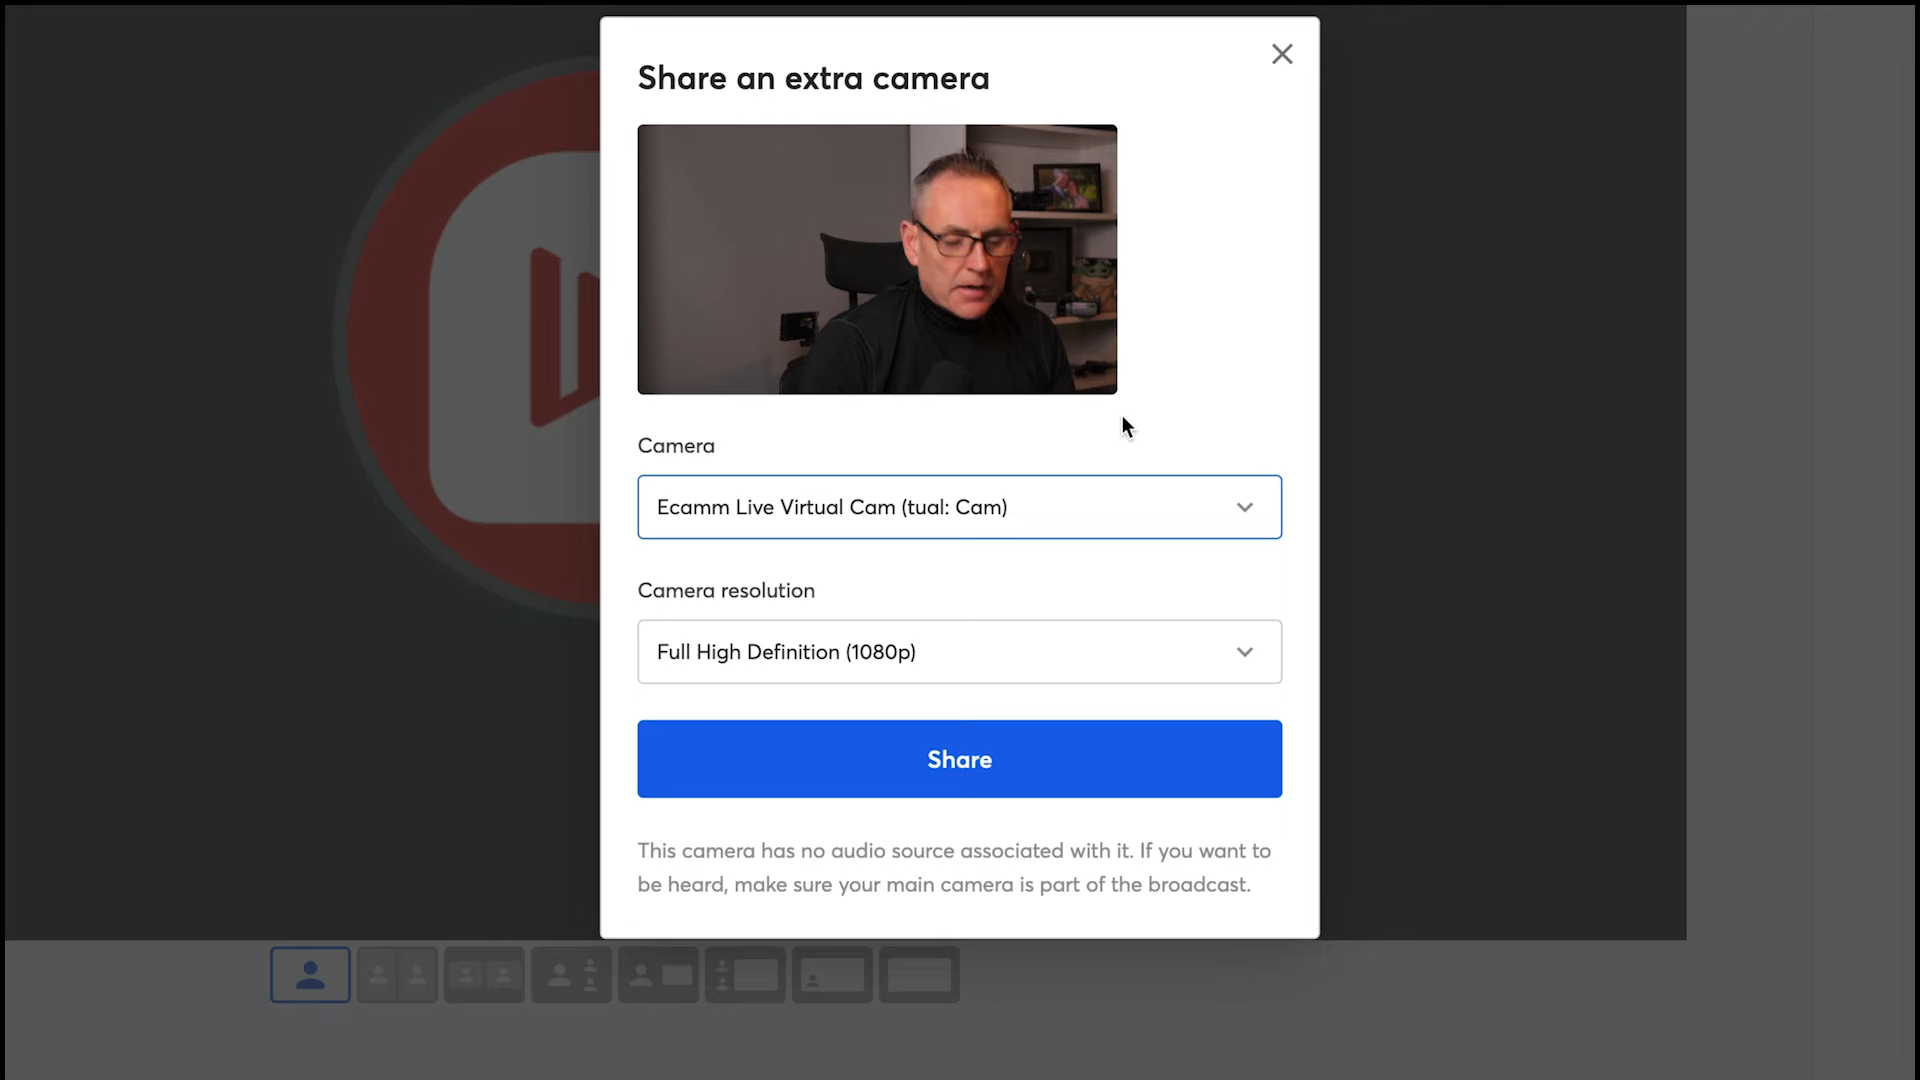 Share an extra camera
Camera
Ecamm Live Virtual Cam (tual: Cam)
Camera resolution
Full High Definition (1080p)
Share
This camera has no audio source associated with it. If you want to
be heard, make sure your main camera is part of the broadcast.